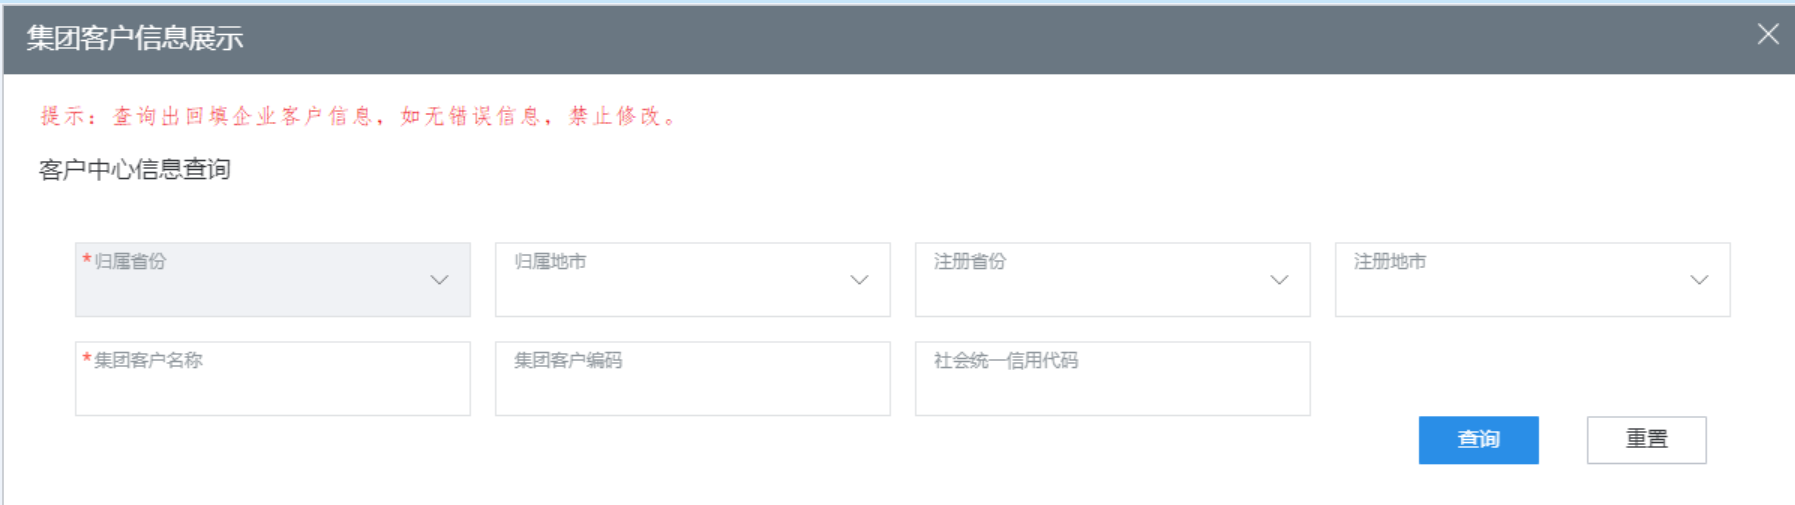 集团客户信息展示
提示：查询出回填企业客户信息，如无错误信息，禁止修改。
客户中心信息查询
*归属省份 归属地市 注册省份 注册地市
*集团客户名称 集团客户编码 社会统一信用代码
查询 重置